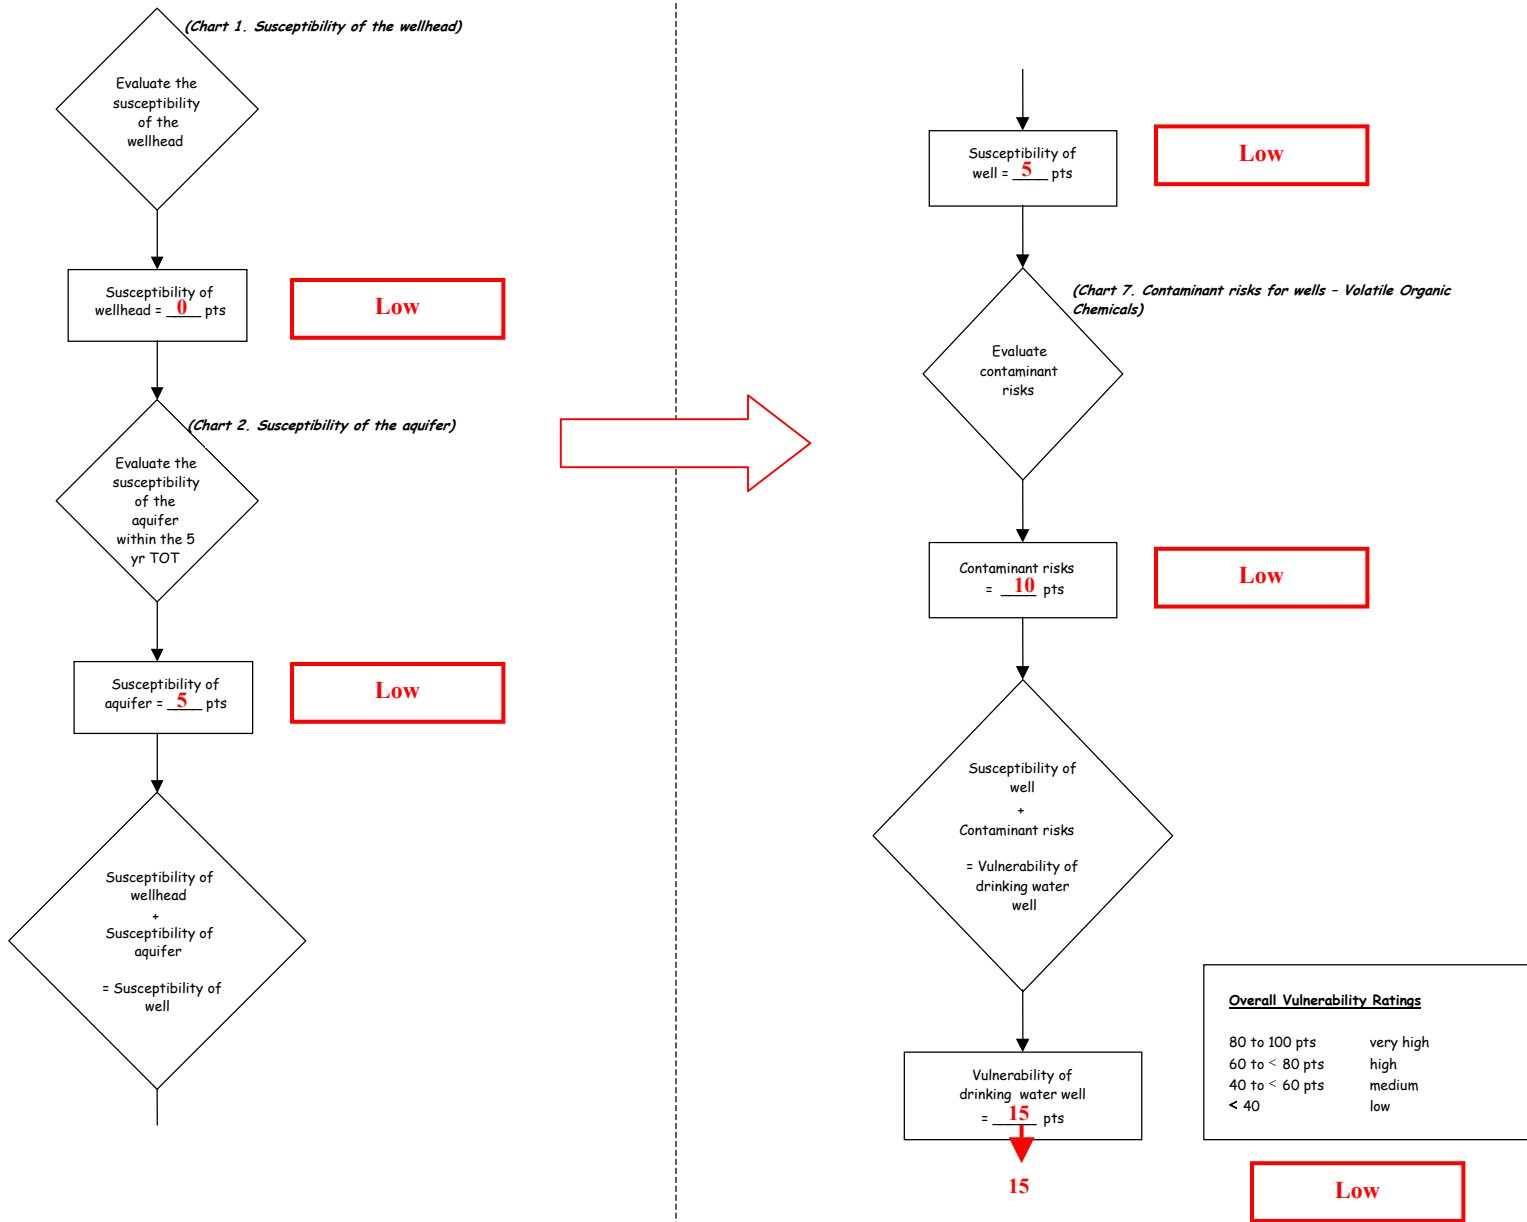 (Chart 1. Susceptibility of the wellhead)
Evaluate the
susceptibility
of the
wellhead
Susceptibility of
wellhead = 0 pts
Low
(Chart 2. Susceptibility of the aquifer)
Evaluate the
susceptibility
of the
aquifer
within the 5
yr TOT
Susceptibility of
aquifer = 5 pts
Low
Susceptibility of
wellhead
+
Susceptibility of
aquifer
= Susceptibility of
well
Susceptibility of
well = 5 pts
Low
(Chart 7. Contaminant risks for wells – Volatile Organic
Chemicals)
Evaluate
contaminant
risks
Contaminant risks
= 10 pts
Low
Susceptibility of
well
+
Contaminant risks
= Vulnerability of
drinking water
well
Vulnerability of
drinking water well
= 15 pts
15
Overall Vulnerability Ratings
80 to 100 pts very high
60 to < 80 pts high
40 to < 60 pts medium
< 40 low
Low